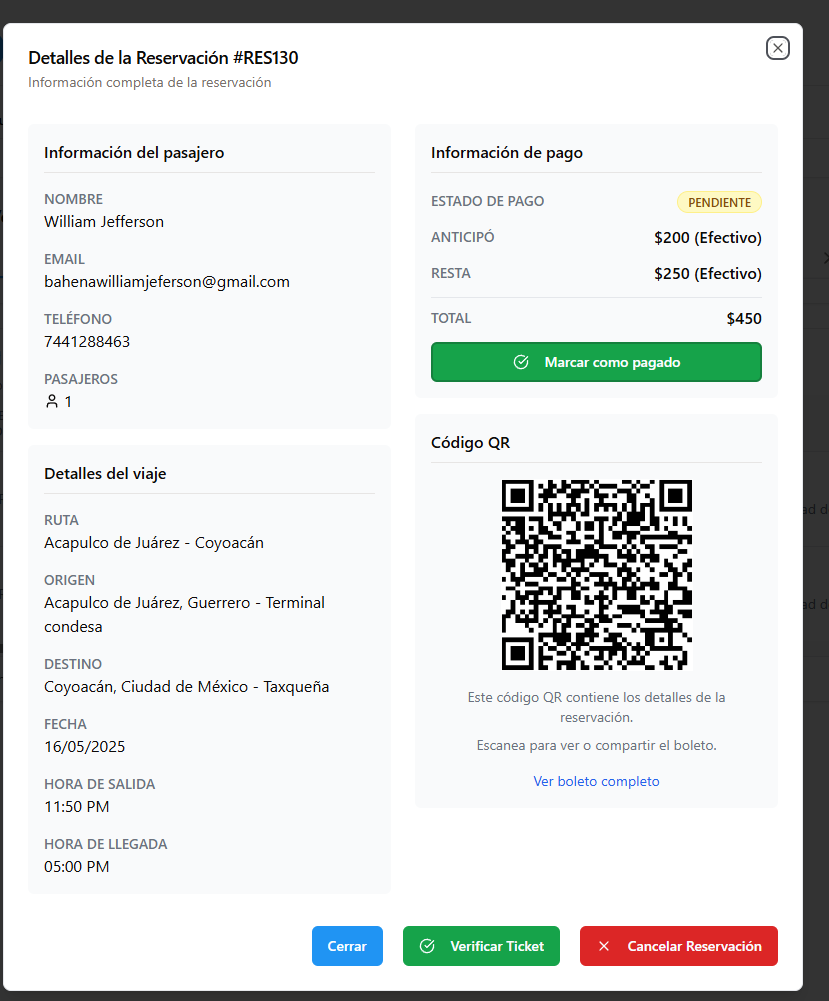 Detalles de la Reservación #RES130
Información completa de la reservación
Información del pasajero
NOMBRE
William Jefferson
EMAIL
bahenawilliamjeferson@gmail.com
TELÉFONO
7441288463
PASAJEROS
1
Detalles del viaje
RUTA
Acapulco de Juárez - Coyoacán
ORIGEN
Acapulco de Juárez, Guerrero - Terminal
condesa
DESTINO
Coyoacán, Ciudad de México - Taxqueña
FECHA
16/05/2025
HORA DE SALIDA
11:50 PM
HORA DE LLEGADA
05:00 PM
Información de pago
ESTADO DE PAGO PENDIENTE
ANTICIPÓ $200 (Efectivo)
RESTA $250 (Efectivo)
TOTAL $450
Marcar como pagado
Código QR
Este código QR contiene los detalles de la
reservación.
Escanea para ver o compartir el boleto.
Ver boleto completo
Cerrar
Verificar Ticket
Cancelar Reservación